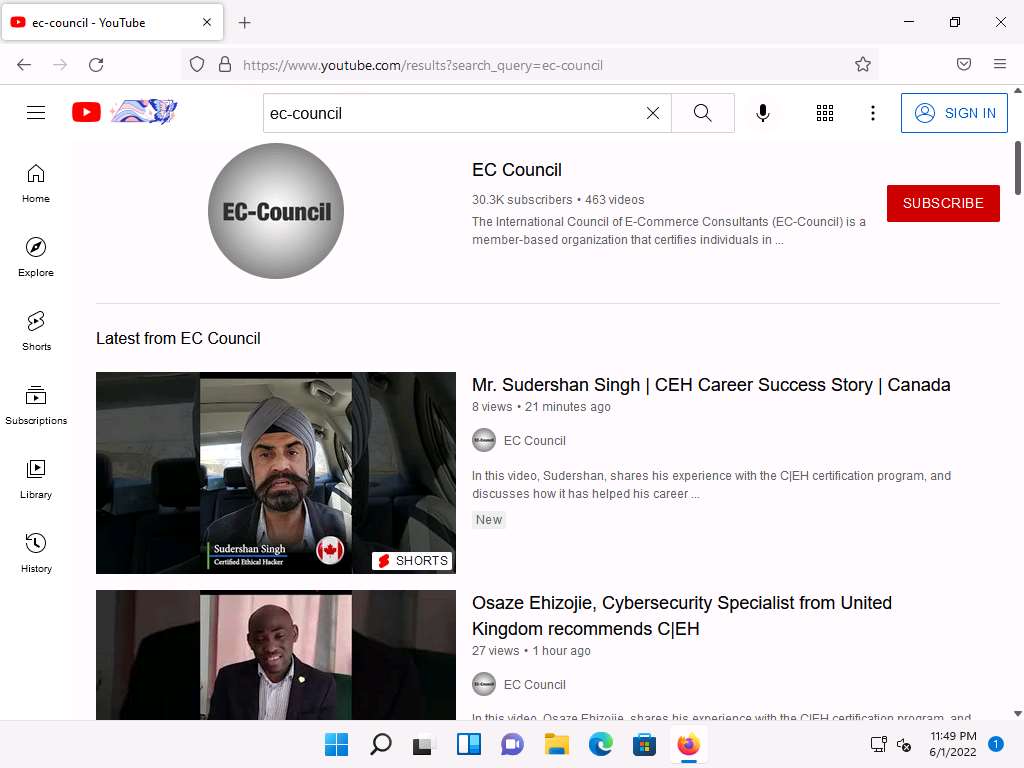 ec-council - YouTube
https://www.youtube.com/results?search_query=ec-council
ec-council
SIGN IN
Home
Explore
Shorts
Subscriptions
Library
History
EC-Council
EC Council
30.3K subscribers • 463 videos
The International Council of E-Commerce Consultants (EC-Council) is a
member-based organization that certifies individuals in ...
SUBSCRIBE
Latest from EC Council
Sudershan Singh
Certified Ethical Hacker
SHORTS
Mr. Sudershan Singh | CEH Career Success Story | Canada
8 views • 21 minutes ago
EC-Council
EC Council
In this video, Sudershan, shares his experience with the C|EH certification program, and
discusses how it has helped his career ...
New
Osaze Ehizojie, Cybersecurity Specialist from United
Kingdom recommends C|EH
27 views • 1 hour ago
EC-Council
EC Council
In this video, Osaze Ehizojie, shares his experience with the C|EH certification program, and
11:49 PM
6/1/2022
1